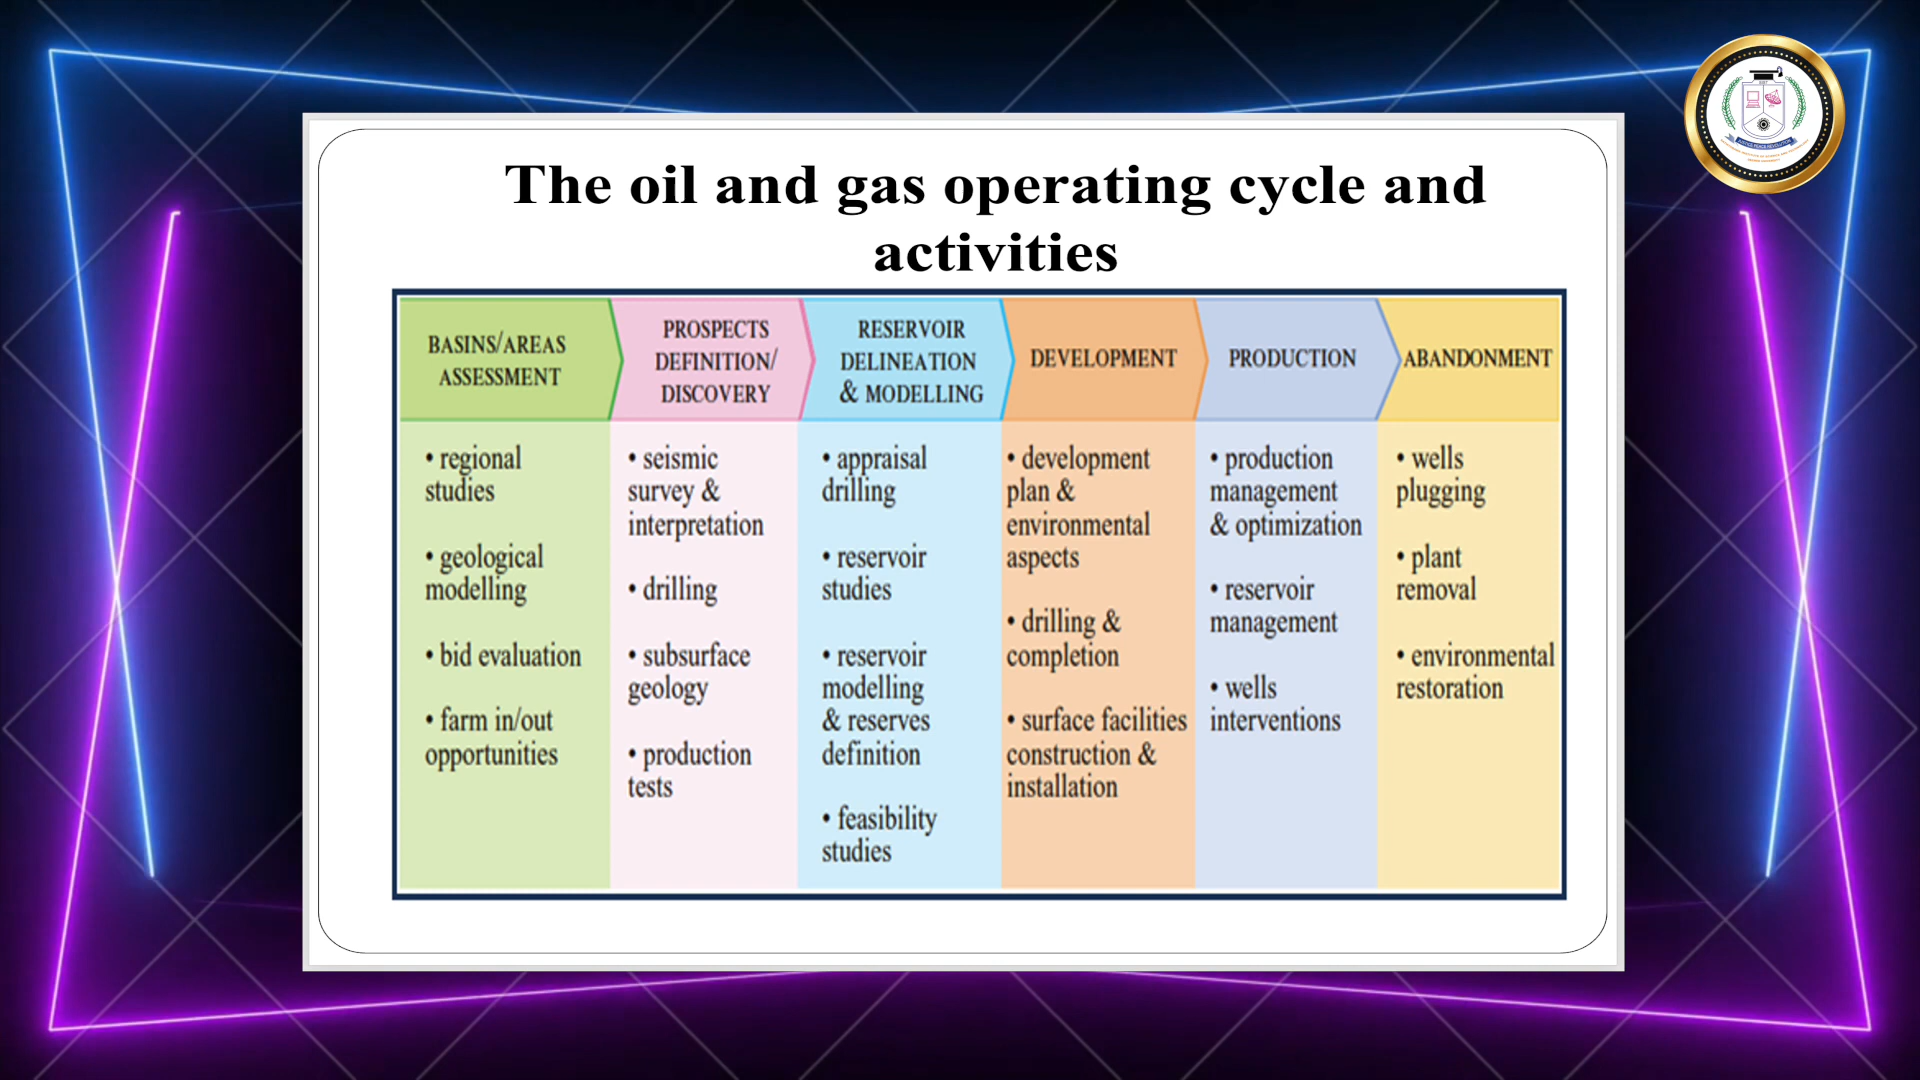 The oil and gas operating cycle and
activities
BASINS/AREAS
ASSESSMENT
PROSPECTS
DEFINITION/
DISCOVERY
RESERVOIR
DELINEATION
& MODELLING
DEVELOPMENT
PRODUCTION
ABANDONMENT
• regional
studies
• geological
modelling
• bid evaluation
• farm in/out
opportunities
• seismic
survey &
interpretation
• drilling
• subsurface
geology
• production
tests
• appraisal
drilling
• reservoir
studies
• reservoir
modelling
& reserves
definition
• feasibility
studies
• development
plan &
environmental
aspects
• drilling &
completion
• surface facilities
construction &
installation
• production
management
& optimization
• reservoir
management
• wells
interventions
• wells
plugging
• plant
removal
• environmental
restoration